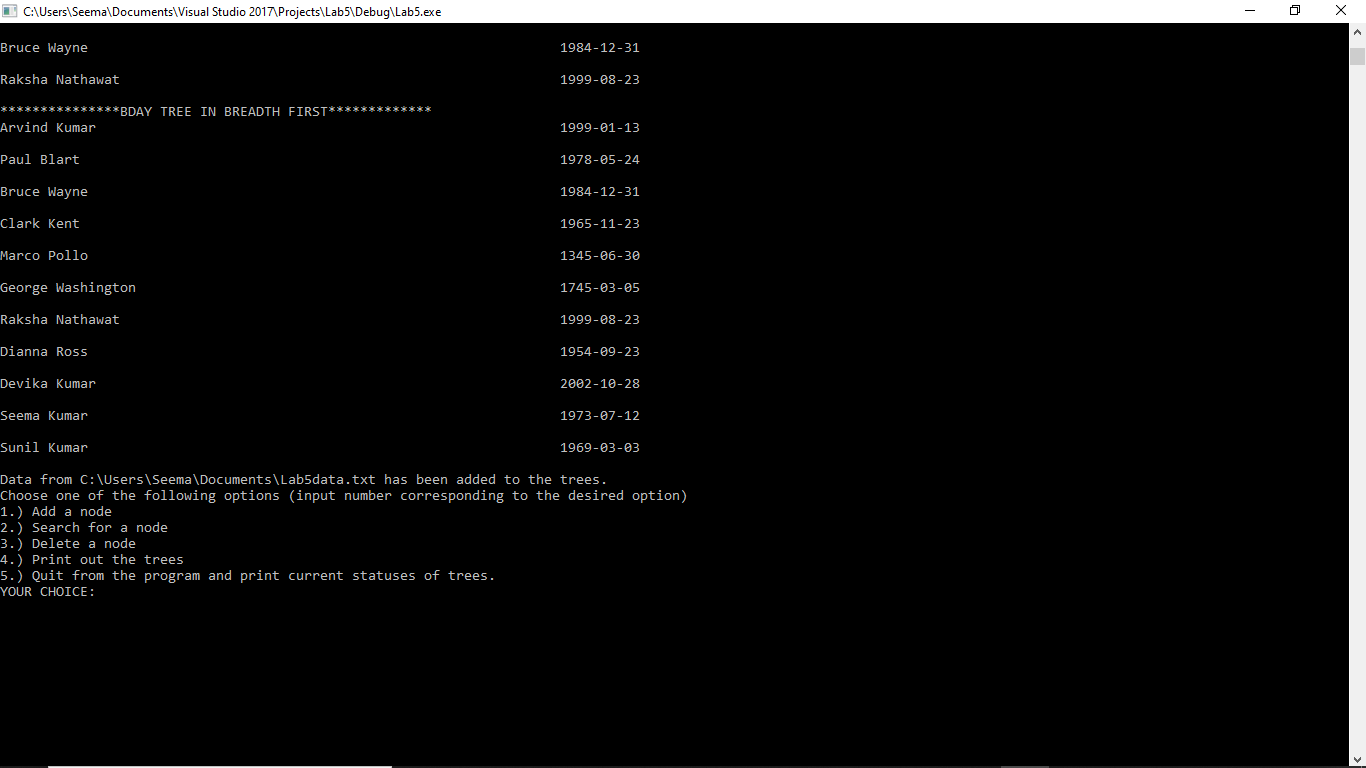 C:\Users\Seema\Documents\Visual Studio 2017\Projects\Lab5\Debug\Lab5.exe
Bruce Wayne 1984-12-31
Raksha Nathawat 1999-08-23
***************BDAY TREE IN BREADTH FIRST*************
Arvind Kumar 1999-01-13
Paul Blart 1978-05-24
Bruce Wayne 1984-12-31
Clark Kent 1965-11-23
Marco Pollo 1345-06-30
George Washington 1745-03-05
Raksha Nathawat 1999-08-23
Dianna Ross 1954-09-23
Devika Kumar 2002-10-28
Seema Kumar 1973-07-12
Sunil Kumar 1969-03-03
Data from C:\Users\Seema\Documents\Lab5data.txt has been added to the trees.
Choose one of the following options (input number corresponding to the desired option)
1.) Add a node
2.) Search for a node
3.) Delete a node
4.) Print out the trees
5.) Quit from the program and print current statuses of trees.
YOUR CHOICE: